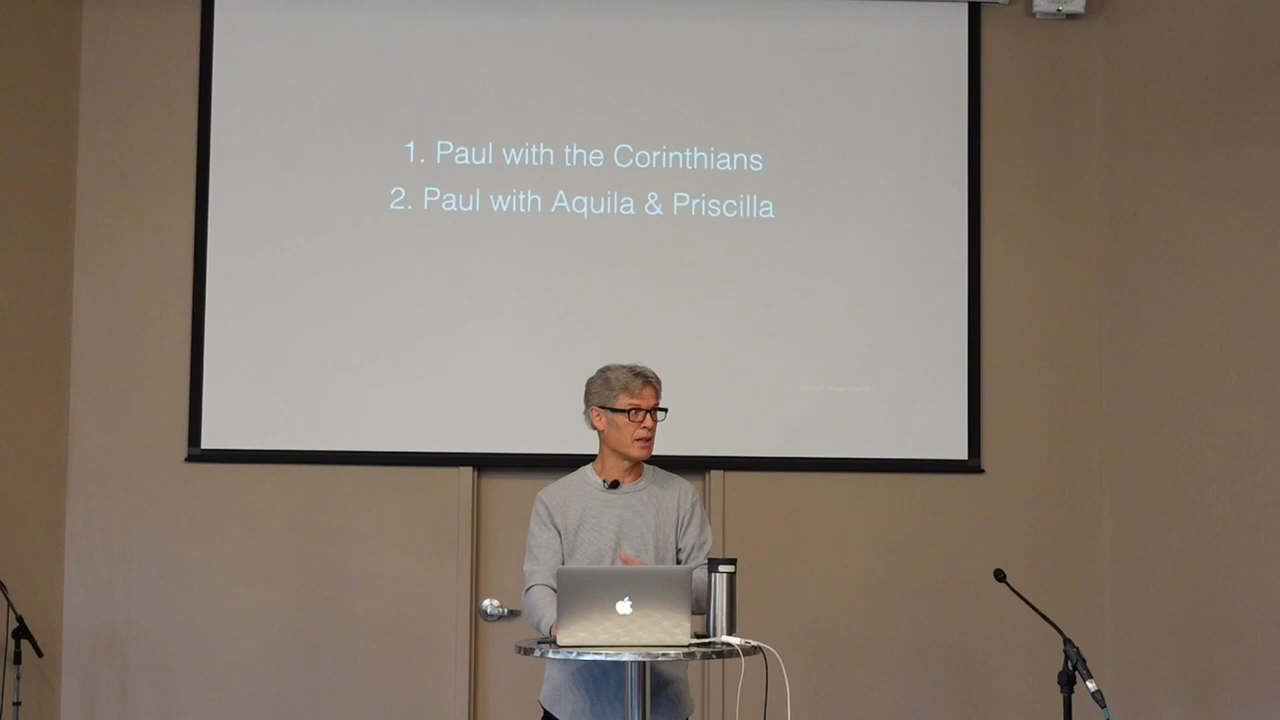 1. Paul with the Corinthians
2. Paul with Aquila & Priscilla